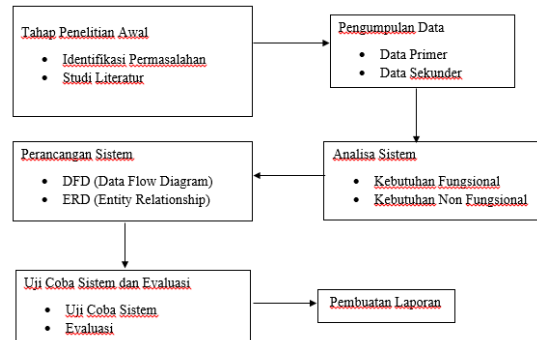 Tahap Penelitian Awal
• Identifikasi Permasalahan
• Studi Literatur
Pengumpulan Data
• Data Primer
• Data Sekunder
Analisa Sistem
• Kebutuhan Fungsional
• Kebutuhan Non Fungsional
Perancangan Sistem
• DFD (Data Flow Diagram)
• ERD (Entity Relationship)
Uji Coba Sistem dan Evaluasi
• Uji Coba Sistem
• Evaluasi
Pembuatan Laporan